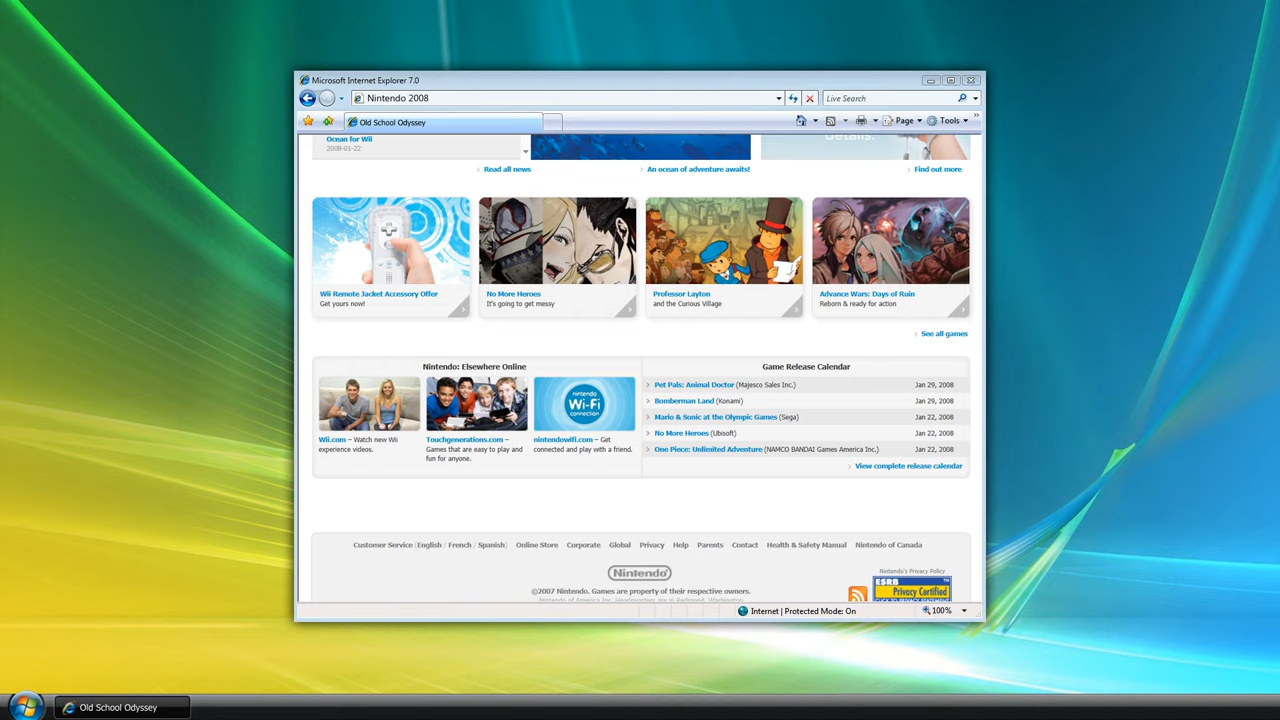 Microsoft Internet Explorer 7.0
Nintendo 2008
Live Search
Old School Odyssey
Page
Tools
Ocean for Wii
2008-01-22
Read all news
An ocean of adventure awaits!
Find out more
Wii Remote Jacket Accessory Offer
Get yours now!
No More Heroes
It's going to get messy
Professor Layton
and the Curious Village
Advance Wars: Days of Ruin
Reborn & ready for action
See all games
Nintendo: Elsewhere Online
nintendo
Wi-Fi
connection
Wii.com – Watch new Wii
experience videos.
Touchgenerations.com –
Games that are easy to play and
fun for anyone.
nintendowifi.com – Get
connected and play with a friend.
Game Release Calendar
Pet Pals: Animal Doctor (Majesco Sales Inc.) Jan 29, 2008
Bomberman Land (Konami) Jan 29, 2008
Mario & Sonic at the Olympic Games (Sega) Jan 22, 2008
No More Heroes (Ubisoft) Jan 22, 2008
One Piece: Unlimited Adventure (NAMCO BANDAI Games America Inc.) Jan 22, 2008
View complete release calendar
Customer Service (English / French / Spanish) Online Store Corporate Global Privacy Help Parents Contact Health & Safety Manual Nintendo of Canada
Nintendo
©2007 Nintendo. Games are property of their respective owners.
Nintendo of America Inc. Headquarters are in Redmond, Washington
Nintendo's Privacy Policy
ESRB
Privacy Certified
Internet | Protected Mode: On
100%
Old School Odyssey